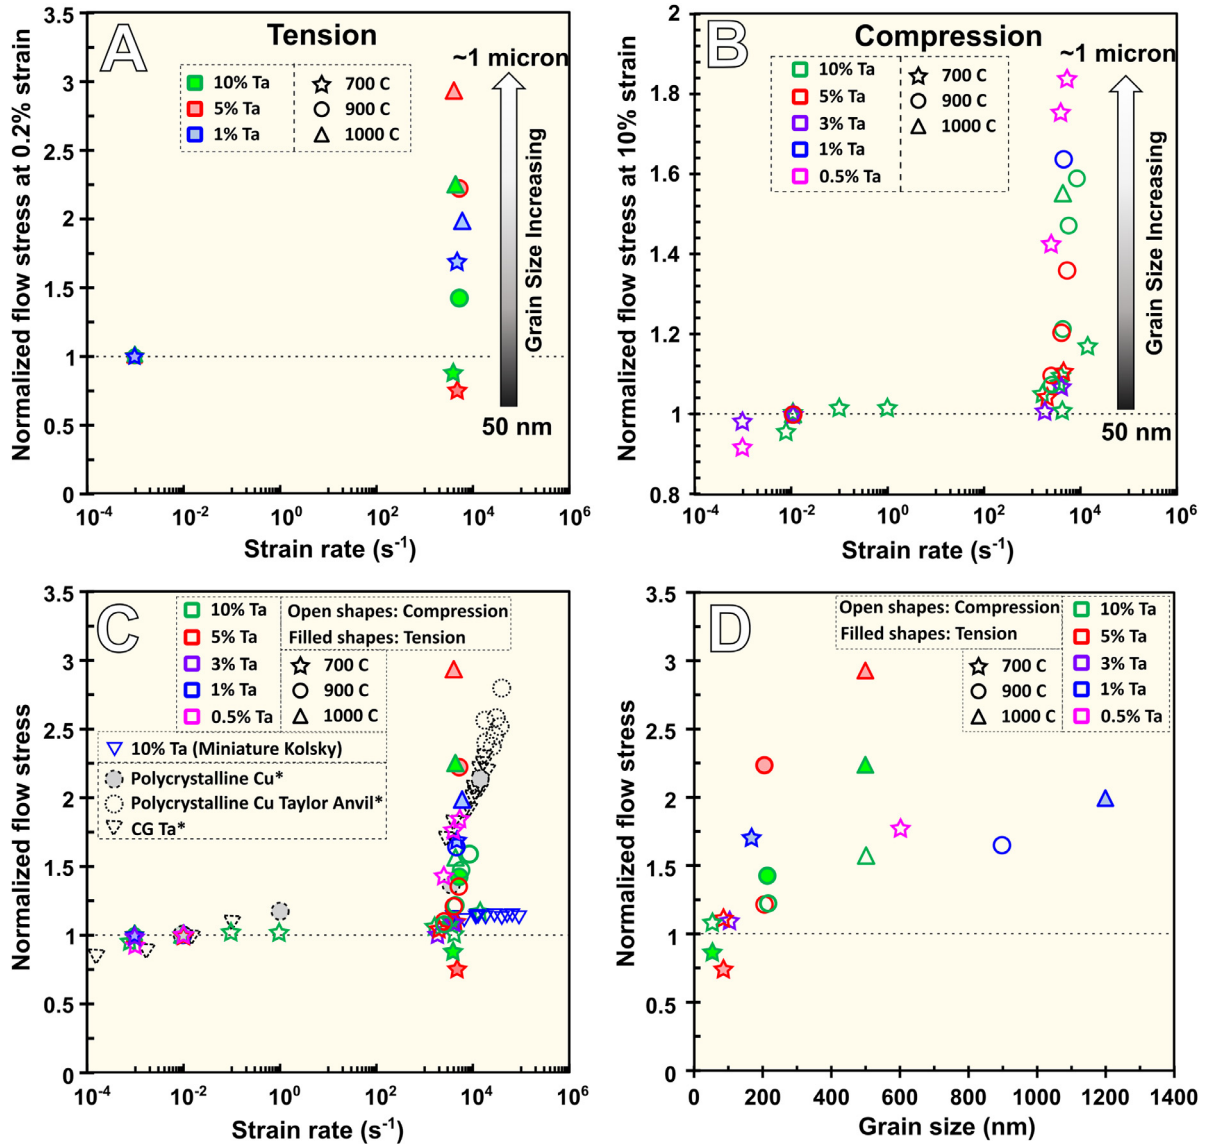 A
Tension
Normalized flow stress at 0.2% strain
3.5
3
2.5
2
1.5
1
0.5
0
10% Ta
5% Ta
1% Ta
700 C
900 C
1000 C
~1 micron
Grain Size Increasing
50 nm
10-4
10-2
100
102
104
106
Strain rate (s-1)
B
Compression
Normalized flow stress at 10% strain
2
1.8
1.6
1.4
1.2
1
0.8
10% Ta
5% Ta
3% Ta
1% Ta
0.5% Ta
700 C
900 C
1000 C
~1 micron
Grain Size Increasing
50 nm
10-4
10-2
100
102
104
106
Strain rate (s-1)
C
Normalized flow stress
3.5
3
2.5
2
1.5
1
0.5
0
10% Ta
5% Ta
3% Ta
1% Ta
0.5% Ta
Open shapes: Compression
Filled shapes: Tension
700 C
900 C
1000 C
10% Ta (Miniature Kolsky)
Polycrystalline Cu*
Polycrystalline Cu Taylor Anvil*
CG Ta*
10-4
10-2
100
102
104
106
Strain rate (s-1)
D
Normalized flow stress
3.5
3
2.5
2
1.5
1
0.5
0
Open shapes: Compression
Filled shapes: Tension
700 C
900 C
1000 C
10% Ta
5% Ta
3% Ta
1% Ta
0.5% Ta
0
200
400
600
800
1000
1200
1400
Grain size (nm)